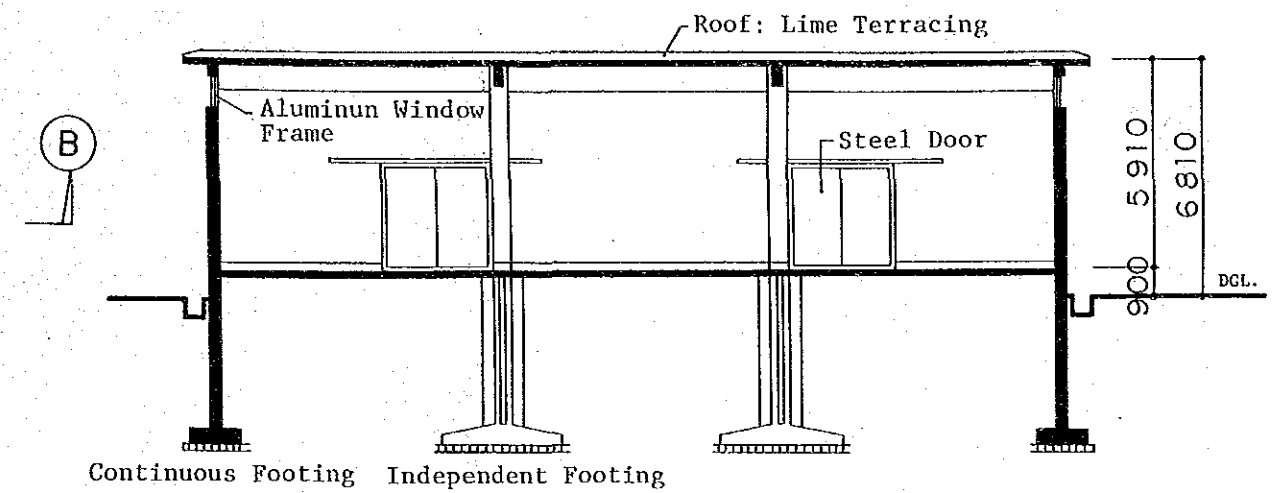 Roof: Lime Terracing
Aluminun Window
Frame
B
Steel Door
5910
6810
900
DGL.
Continuous Footing
Independent Footing